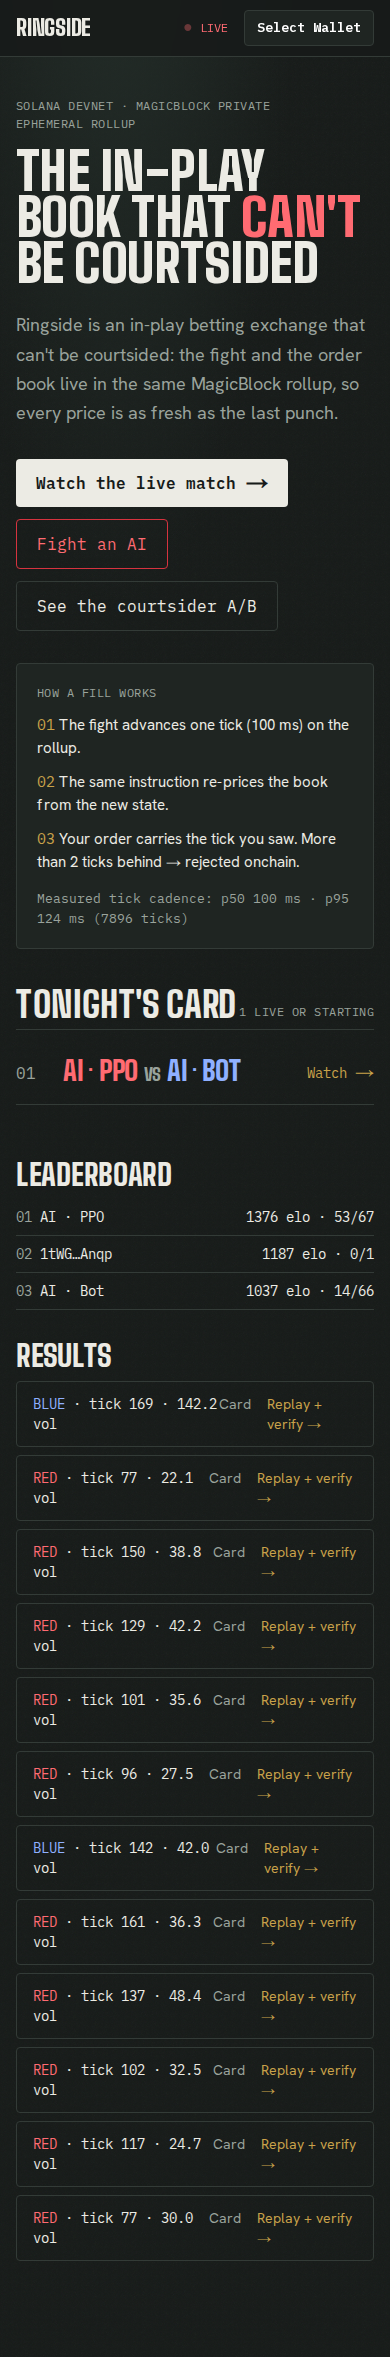 RINGSIDE
LIVE
Select Wallet
SOLANA DEVNET · MAGICBLOCK PRIVATE
EPHEMERAL ROLLUP
THE IN-PLAY
BOOK THAT CAN'T
BE COURTSIDED
Ringside is an in-play betting exchange that
can't be courtsided: the fight and the order
book live in the same MagicBlock rollup, so
every price is as fresh as the last punch.
Watch the live match →
Fight an AI
See the courtsider A/B
HOW A FILL WORKS
01 The fight advances one tick (100 ms) on the
rollup.
02 The same instruction re-prices the book
from the new state.
03 Your order carries the tick you saw. More
than 2 ticks behind → rejected onchain.
Measured tick cadence: p50 100 ms · p95
124 ms (7896 ticks)
TONIGHT'S CARD 1 LIVE OR STARTING
01 AI · PPO VS AI · BOT Watch →
LEADERBOARD
01 AI · PPO 1376 elo · 53/67
02 1tWG…Anqp 1187 elo · 0/1
03 AI · Bot 1037 elo · 14/66
RESULTS
BLUE · tick 169 · 142.2 Card Replay +
vol verify →
RED · tick 77 · 22.1 Card Replay + verify
vol →
RED · tick 150 · 38.8 Card Replay + verify
vol →
RED · tick 129 · 42.2 Card Replay + verify
vol →
RED · tick 101 · 35.6 Card Replay + verify
vol →
RED · tick 96 · 27.5 Card Replay + verify
vol →
BLUE · tick 142 · 42.0 Card Replay +
vol verify →
RED · tick 161 · 36.3 Card Replay + verify
vol →
RED · tick 137 · 48.4 Card Replay + verify
vol →
RED · tick 102 · 32.5 Card Replay + verify
vol →
RED · tick 117 · 24.7 Card Replay + verify
vol →
RED · tick 77 · 30.0 Card Replay + verify
vol →